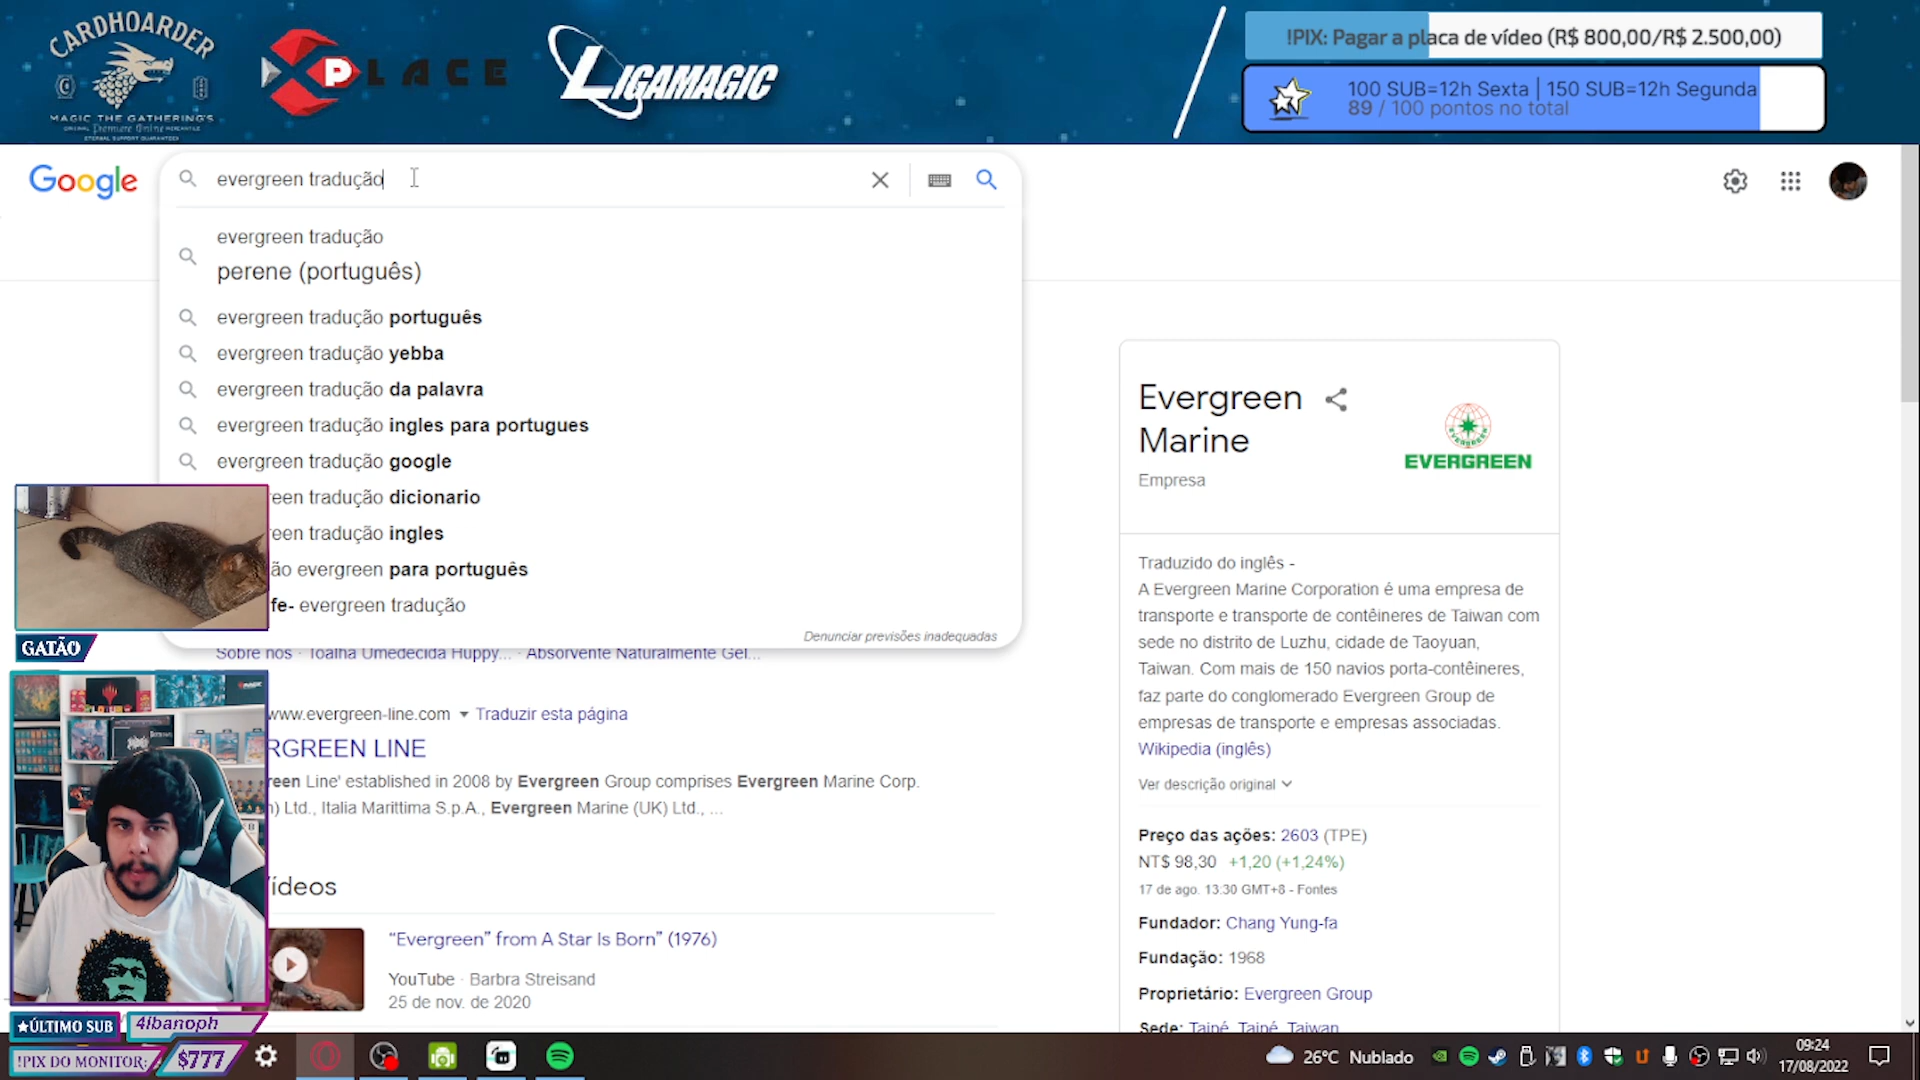 CARDHOARDER
MAGIC THE GATHERING'S
ORIGINAL Premiere Online MERCANTILE
ETERNAL SUPPORT GUARANTEED
XPLACE
LIGAMAGIC
!PIX: Pagar a placa de vídeo (R$ 800,00/R$ 2.500,00)
100 SUB=12h Sexta | 150 SUB=12h Segunda
89 / 100 pontos no total
Google
evergreen tradução
evergreen tradução
perene (português)
evergreen tradução português
evergreen tradução yebba
evergreen tradução da palavra
evergreen tradução ingles para portugues
evergreen tradução google
een tradução dicionario
een tradução ingles
ão evergreen para português
fe- evergreen tradução
Denunciar previsões inadequadas
Sobre nós · Toalha Umedecida Huppy... · Absorvente Naturalmente Gel...
www.evergreen-line.com Traduzir esta página
RGREEN LINE
reen Line' established in 2008 by Evergreen Group comprises Evergreen Marine Corp.
n) Ltd., Italia Marittima S.p.A., Evergreen Marine (UK) Ltd., ...
ídeos
“Evergreen” from A Star Is Born” (1976)
YouTube · Barbra Streisand
25 de nov. de 2020
Evergreen
Marine
Empresa
EVERGREEN
EVERGREEN
Traduzido do inglês -
A Evergreen Marine Corporation é uma empresa de
transporte e transporte de contêineres de Taiwan com
sede no distrito de Luzhu, cidade de Taoyuan,
Taiwan. Com mais de 150 navios porta-contêineres,
faz parte do conglomerado Evergreen Group de
empresas de transporte e empresas associadas.
Wikipedia (inglês)
Ver descrição original
Preço das ações: 2603 (TPE)
NT$ 98,30 +1,20 (+1,24%)
17 de ago. 13:30 GMT+8 - Fontes
Fundador: Chang Yung-fa
Fundação: 1968
Proprietário: Evergreen Group
Sede: Taipé, Taipé, Taiwan
GATÃO
★ÚLTIMO SUB
4lbanoph
!PIX DO MONITOR:
$777
26°C Nublado
09:24
17/08/2022